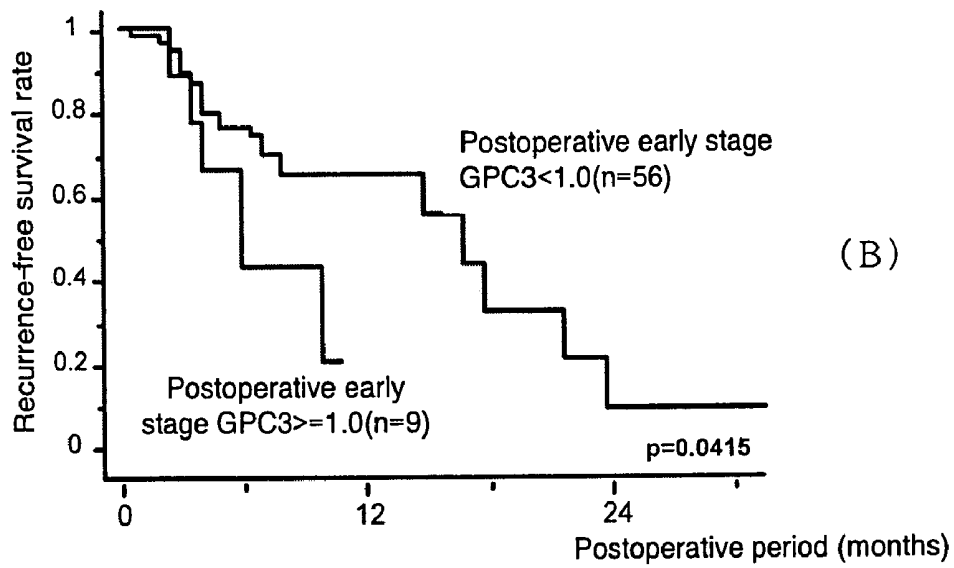 Recurrence-free survival rate
1
0.8
0.6
0.4
0.2
0
Postoperative early stage
GPC3<1.0(n=56)
(B)
Postoperative early
stage GPC3>=1.0(n=9)
p=0.0415
0
12
24
Postoperative period (months)